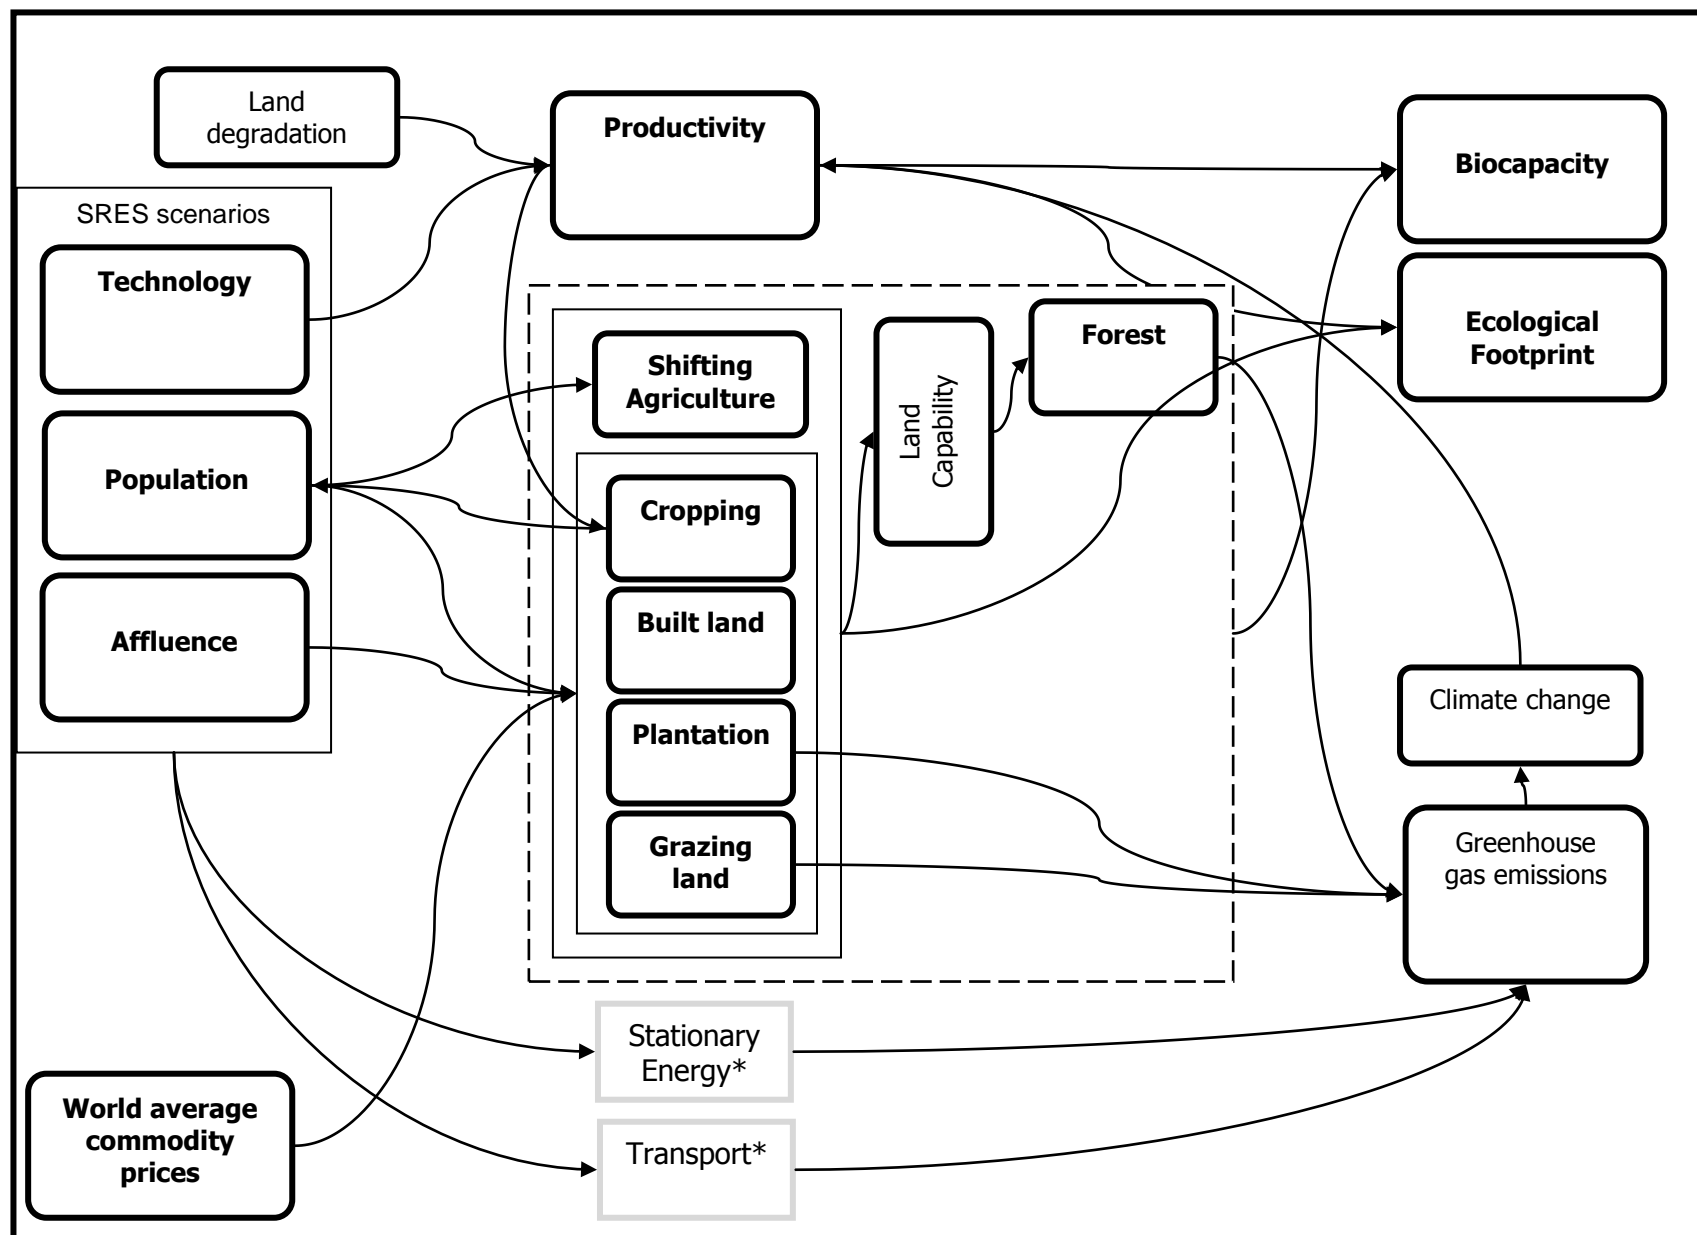 Land
degradation
Productivity
Biocapacity
SRES scenarios
Technology
Ecological
Footprint
Forest
Shifting
Agriculture
Land
Capability
Population
Cropping
Built land
Affluence
Plantation
Climate change
Grazing
land
Greenhouse
gas emissions
Stationary
Energy*
World average
commodity
prices
Transport*